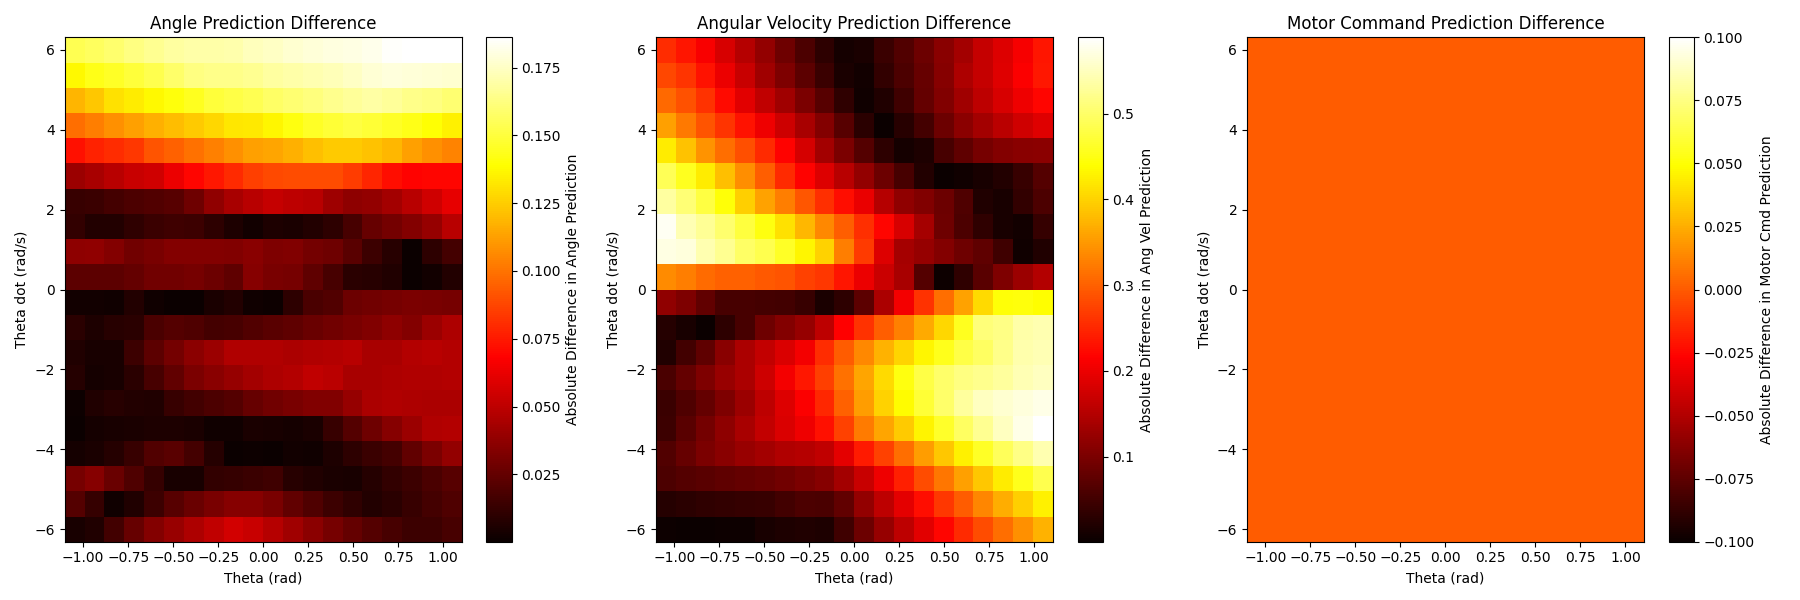 Angle Prediction Difference
6
4
2
0
−2
−4
−6
Theta dot (rad/s)
−1.00 −0.75 −0.50 −0.25 0.00 0.25 0.50 0.75 1.00
Theta (rad)
0.175
0.150
0.125
0.100
0.075
0.050
0.025
Absolute Difference in Angle Prediction
Angular Velocity Prediction Difference
6
4
2
0
−2
−4
−6
Theta dot (rad/s)
−1.00 −0.75 −0.50 −0.25 0.00 0.25 0.50 0.75 1.00
Theta (rad)
0.5
0.4
0.3
0.2
0.1
Absolute Difference in Ang Vel Prediction
Motor Command Prediction Difference
6
4
2
0
−2
−4
−6
Theta dot (rad/s)
−1.00 −0.75 −0.50 −0.25 0.00 0.25 0.50 0.75 1.00
Theta (rad)
0.100
0.075
0.050
0.025
0.000
−0.025
−0.050
−0.075
−0.100
Absolute Difference in Motor Cmd Prediction